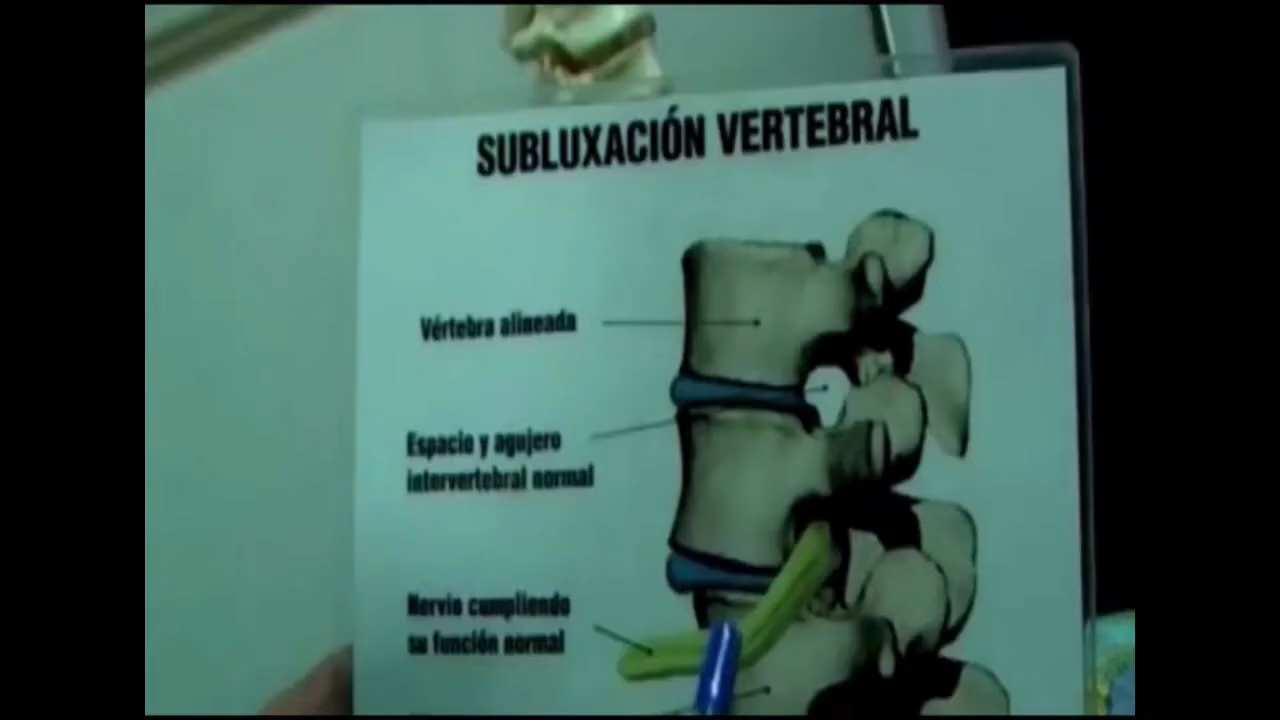 SUBLUXACIÓN VERTEBRAL
Vértebra alineada
Espacio y agujero
intervertebral normal
Nervio cumpliendo
su función normal